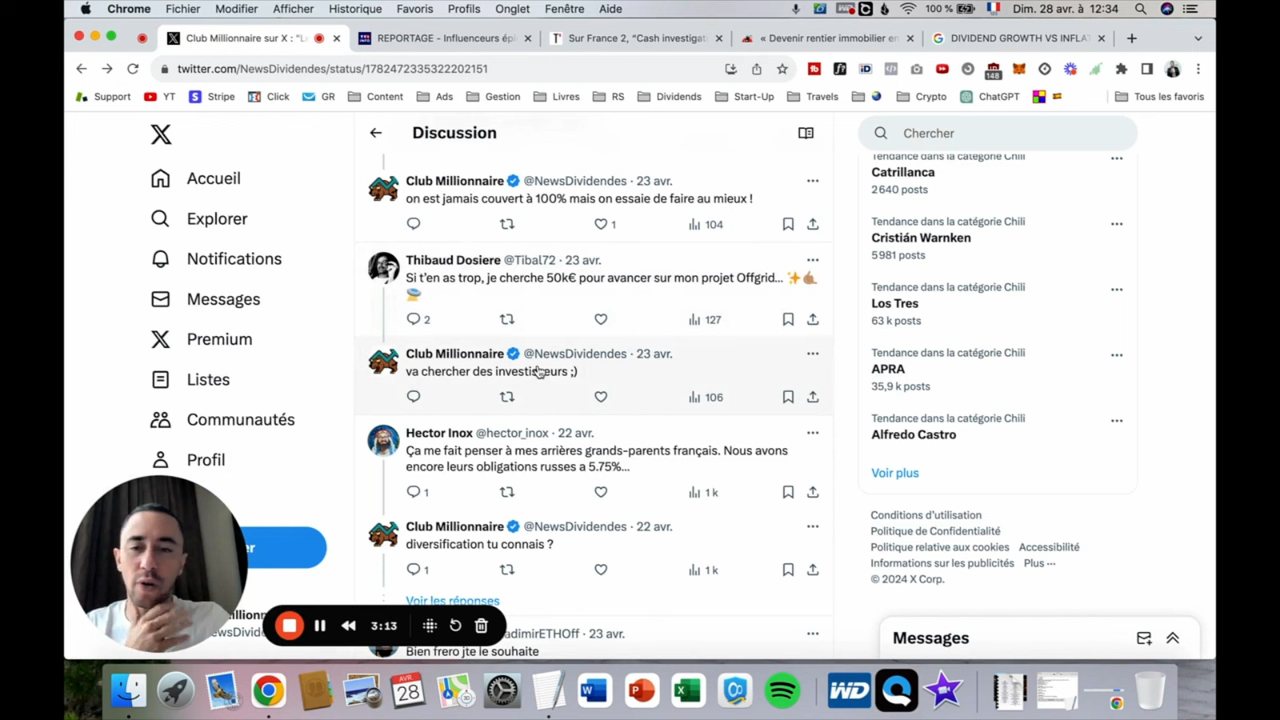 Chrome Fichier Modifier Afficher Historique Favoris Profils Onglet Fenêtre Aide 100 % Dim. 28 avr. à 12:34
Club Millionnaire sur X : “L REPORTAGE - Influenceurs épi Sur France 2, “Cash investigat « Devenir rentier immobilier en DIVIDEND GROWTH VS INFLA
twitter.com/NewsDividendes/status/1782472335322202151 148
Support YT Stripe Click GR Content Ads Gestion Livres RS Dividends Start-Up Travels Crypto ChatGPT Tous les favoris
Accueil
Explorer
Notifications
Messages
Premium
Listes
Communautés
Profil
Discussion
Club Millionnaire @NewsDividendes · 23 avr.
on est jamais couvert à 100% mais on essaie de faire au mieux !
1 104
Thibaud Dosiere @Tibal72 · 23 avr.
Si t’en as trop, je cherche 50k€ pour avancer sur mon projet Offgrid... ✨
2 127
Club Millionnaire @NewsDividendes · 23 avr.
va chercher des investisseurs ;)
106
Hector Inox @hector_inox · 22 avr.
Ça me fait penser à mes arrières grands-parents français. Nous avons
encore leurs obligations russes a 5.75%...
1 1 k
Club Millionnaire @NewsDividendes · 22 avr.
diversification tu connais ?
1 1 k
Voir les réponses
adimirETHOff · 23 avr.
Bien frero jte le souhaite
3:13
Chercher
Tendance dans la catégorie Chili
Catrillanca
2 640 posts
Tendance dans la catégorie Chili
Cristián Warnken
5 981 posts
Tendance dans la catégorie Chili
Los Tres
63 k posts
Tendance dans la catégorie Chili
APRA
35,9 k posts
Tendance dans la catégorie Chili
Alfredo Castro
Voir plus
Conditions d’utilisation
Politique de Confidentialité
Politique relative aux cookies Accessibilité
Informations sur les publicités Plus ···
© 2024 X Corp.
Messages
AVR.
28
WD